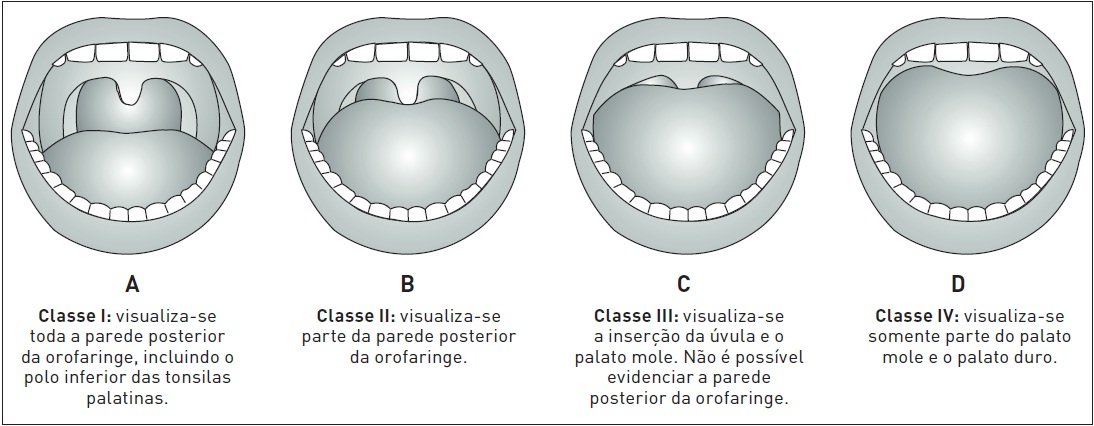 A
Classe I: visualiza-se
toda a parede posterior
da orofaringe, incluindo o
polo inferior das tonsilas
palatinas.
B
Classe II: visualiza-se
parte da parede posterior
da orofaringe.
C
Classe III: visualiza-se
a inserção da úvula e o
palato mole. Não é possível
evidenciar a parede
posterior da orofaringe.
D
Classe IV: visualiza-se
somente parte do palato
mole e o palato duro.